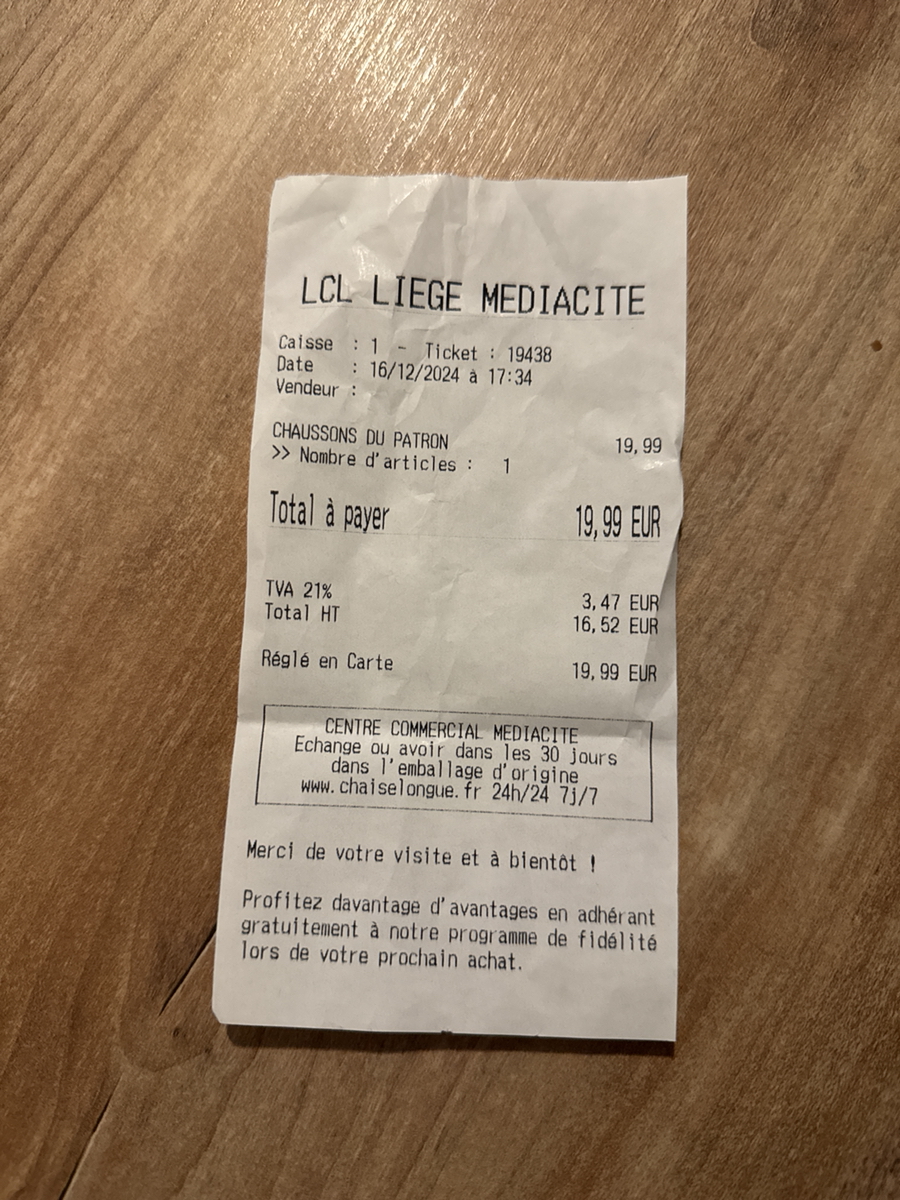 LCL LIEGE MEDIACITE
Caisse : 1 - Ticket : 19438
Date : 16/12/2024 à 17:34
Vendeur :
CHAUSSONS DU PATRON 19,99
>> Nombre d'articles : 1
Total à payer 19,99 EUR
TVA 21% 3,47 EUR
Total HT 16,52 EUR
Réglé en Carte 19,99 EUR
CENTRE COMMERCIAL MEDIACITE
Echange ou avoir dans les 30 jours
dans l'emballage d'origine
www.chaiselongue.fr 24h/24 7j/7
Merci de votre visite et à bientôt !
Profitez davantage d'avantages en adhérant
gratuitement à notre programme de fidélité
lors de votre prochain achat.